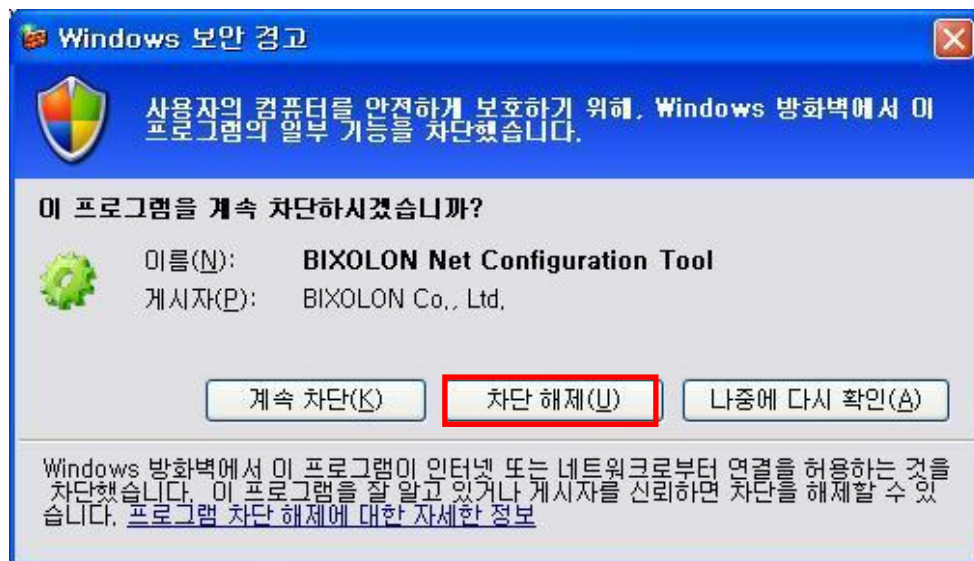 Windows 보안 경고
사용자의 컴퓨터를 안전하게 보호하기 위해, Windows 방화벽에서 이
프로그램의 일부 기능을 차단했습니다.
이 프로그램을 계속 차단하시겠습니까?
이름(N): BIXOLON Net Configuration Tool
게시자(P): BIXOLON Co., Ltd.
계속 차단(K) 차단 해제(U) 나중에 다시 확인(A)
Windows 방화벽에서 이 프로그램이 인터넷 또는 네트워크로부터 연결을 허용하는 것을
차단했습니다. 이 프로그램을 잘 알고 있거나 게시자를 신뢰하면 차단을 해제할 수 있
습니다. 프로그램 차단 해제에 대한 자세한 정보